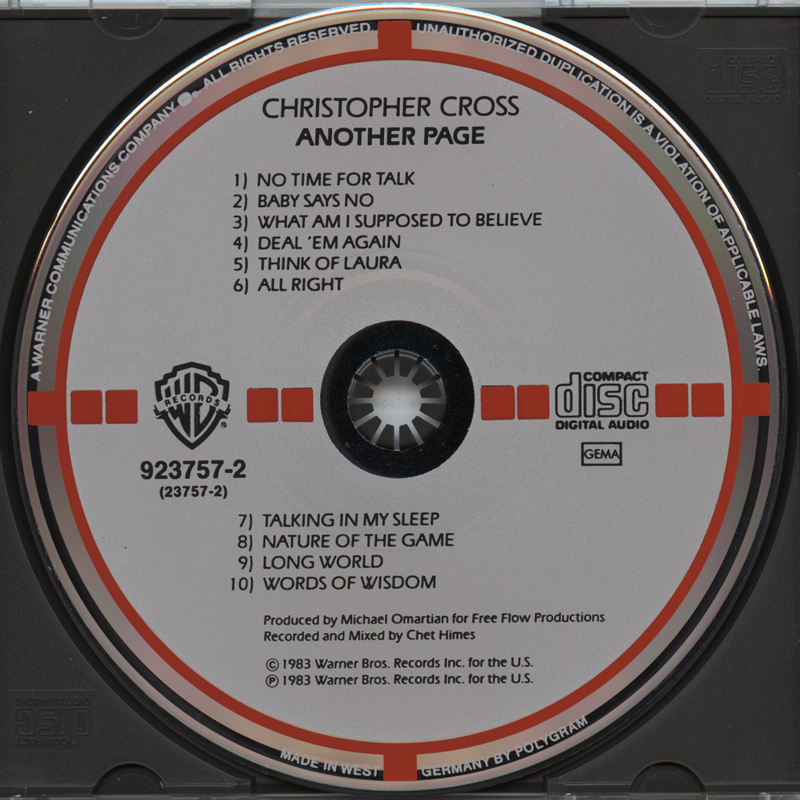 A WARNER COMMUNICATIONS COMPANY ®. ALL RIGHTS RESERVED.
UNAUTHORIZED DUPLICATION IS A VIOLATION OF APPLICABLE LAWS.
CHRISTOPHER CROSS
ANOTHER PAGE
1) NO TIME FOR TALK
2) BABY SAYS NO
3) WHAT AM I SUPPOSED TO BELIEVE
4) DEAL 'EM AGAIN
5) THINK OF LAURA
6) ALL RIGHT
WB
RECORDS
®
COMPACT
disc
DIGITAL AUDIO
GEMA
923757-2
(23757-2)
7) TALKING IN MY SLEEP
8) NATURE OF THE GAME
9) LONG WORLD
10) WORDS OF WISDOM
Produced by Michael Omartian for Free Flow Productions
Recorded and Mixed by Chet Himes
© 1983 Warner Bros. Records Inc. for the U.S.
℗ 1983 Warner Bros. Records Inc. for the U.S.
MADE IN WEST GERMANY BY POLYGRAM